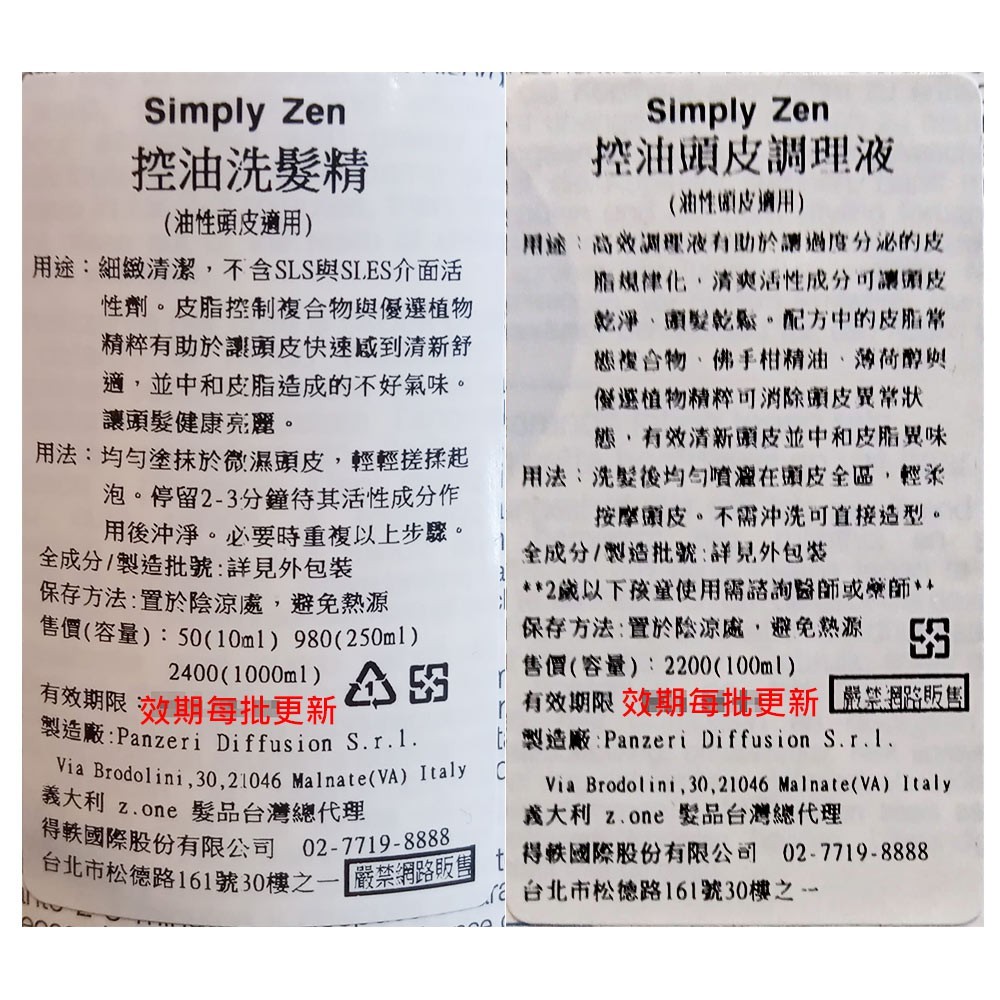 Simply Zen
控油洗髮精
(油性頭皮適用)
用途：細緻清潔，不含SLS與SLES介面活
性劑。皮脂控制複合物與優選植物
精粹有助於讓頭皮快速感到清新舒
適，並中和皮脂造成的不好氣味。
讓頭髮健康亮麗。
用法：均勻塗抹於微濕頭皮，輕輕搓揉起
泡。停留2-3分鐘待其活性成分作
用後沖淨。必要時重複以上步驟。
全成分/製造批號:詳見外包裝
保存方法:置於陰涼處，避免熱源
售價(容量)：50(10ml) 980(250ml)
2400(1000ml)
1
有效期限：效期每批更新
製造廠:Panzeri Diffusion S.r.l.
Via Brodolini,30,21046 Malnate(VA) Italy
義大利 z.one 髮品台灣總代理
得軼國際股份有限公司 02-7719-8888
台北市松德路161號30樓之一 嚴禁網路販售
Simply Zen
控油頭皮調理液
(油性頭皮適用)
用途：高效調理液有助於讓過度分泌的皮
脂規律化，清爽活性成分可讓頭皮
乾淨、頭髮乾鬆。配方中的皮脂常
態複合物、佛手柑精油、薄荷醇與
優選植物精粹可消除頭皮異常狀
態，有效清新頭皮並中和皮脂異味
用法：洗髮後均勻噴灑在頭皮全區，輕柔
按摩頭皮。不需沖洗可直接造型。
全成分/製造批號:詳見外包裝
**2歲以下孩童使用需諮詢醫師或藥師**
保存方法:置於陰涼處，避免熱源
售價(容量)：2200(100ml)
有效期限 效期每批更新 嚴禁網路販售
製造廠:Panzeri Diffusion S.r.l.
Via Brodolini,30,21046 Malnate(VA) Italy
義大利 z.one 髮品台灣總代理
得軼國際股份有限公司 02-7719-8888
台北市松德路161號30樓之一